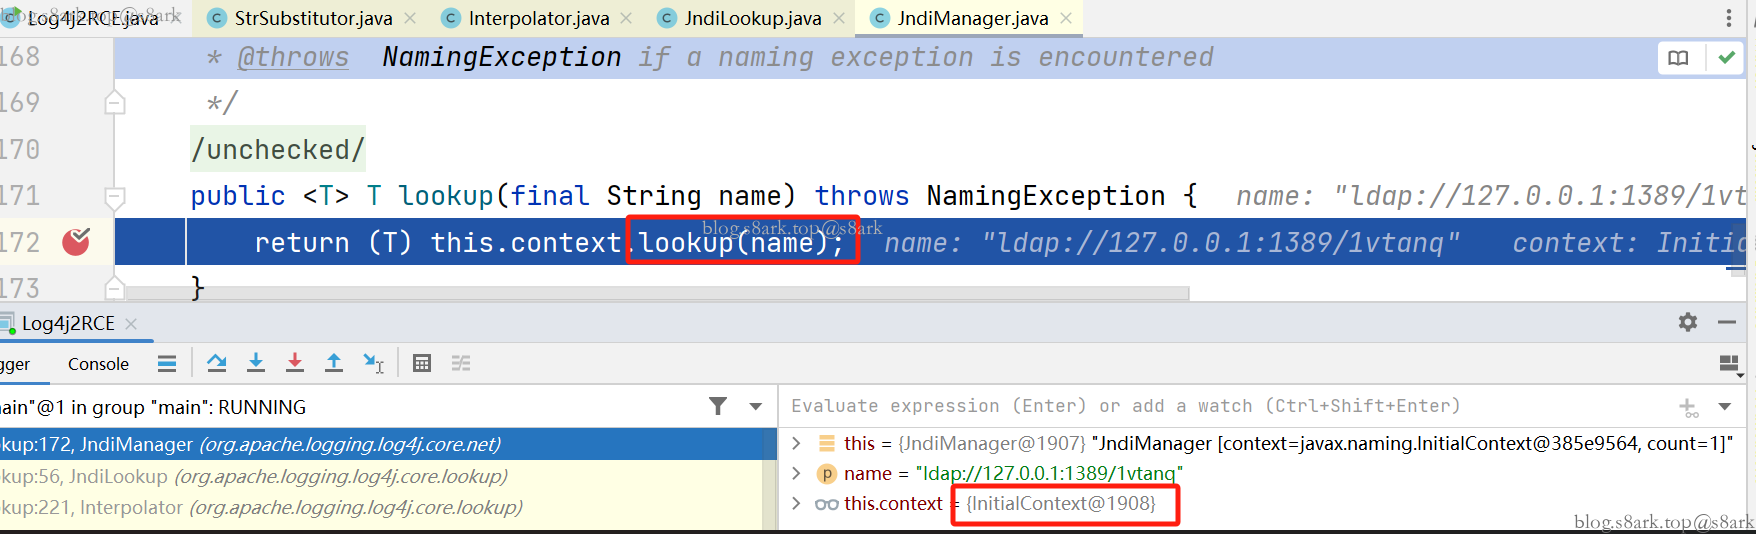 Log4j2RCE.java StrSubstitutor.java Interpolator.java JndiLookup.java JndiManager.java
blog.s8ark.top@s8ark
168 * @throws NamingException if a naming exception is encountered
169 */
170 /unchecked/
171 public <T> T lookup(final String name) throws NamingException { name: "ldap://127.0.0.1:1389/1vt
blog.s8ark.top@s8ark
172 return (T) this.context.lookup(name); name: "ldap://127.0.0.1:1389/1vtanq" context: Initia
173 }
Log4j2RCE
gger Console
ain"@1 in group "main": RUNNING
Evaluate expression (Enter) or add a watch (Ctrl+Shift+Enter)
okup:172, JndiManager (org.apache.logging.log4j.core.net)
this = {JndiManager@1907} "JndiManager [context=javax.naming.InitialContext@385e9564, count=1]"
okup:56, JndiLookup (org.apache.logging.log4j.core.lookup)
name = "ldap://127.0.0.1:1389/1vtanq"
okup:221, Interpolator (org.apache.logging.log4j.core.lookup)
this.context = {InitialContext@1908}
blog.s8ark.top@s8ark